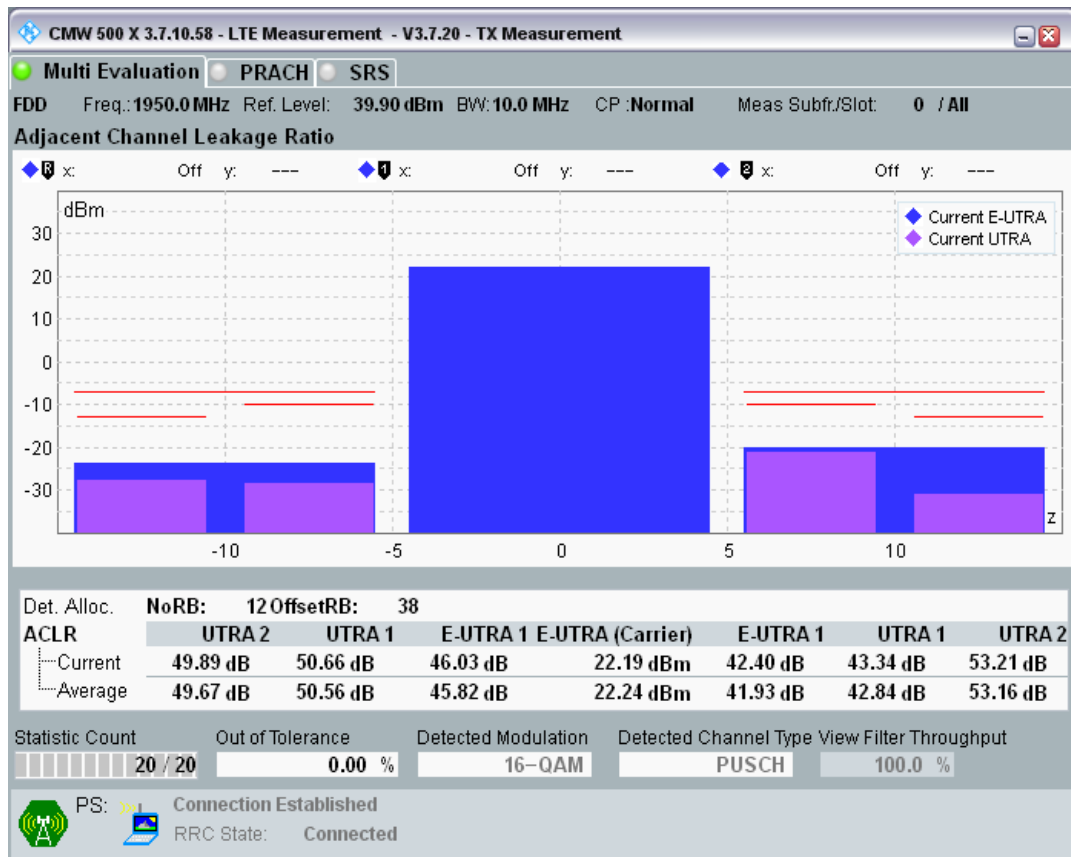 CMW 500 X 3.7.10.58 - LTE Measurement - V3.7.20 - TX Measurement
Multi Evaluation PRACH SRS
FDD Freq.: 1950.0 MHz Ref. Level: 39.90 dBm BW: 10.0 MHz CP :Normal Meas Subfr./Slot: 0 / All
Adjacent Channel Leakage Ratio
R x: Off y: --- 1 x: Off y: --- 2 x: Off y: ---
dBm
Current E-UTRA
Current UTRA
30
20
10
0
-10
-20
-30
z
-10 -5 0 5 10
Det. Alloc. NoRB: 12 OffsetRB: 38
ACLR UTRA 2 UTRA 1 E-UTRA 1 E-UTRA (Carrier) E-UTRA 1 UTRA 1 UTRA 2
Current 49.89 dB 50.66 dB 46.03 dB 22.19 dBm 42.40 dB 43.34 dB 53.21 dB
Average 49.67 dB 50.56 dB 45.82 dB 22.24 dBm 41.93 dB 42.84 dB 53.16 dB
Statistic Count Out of Tolerance Detected Modulation Detected Channel Type View Filter Throughput
20 / 20 0.00 % 16-QAM PUSCH 100.0 %
PS: Connection Established
RRC State: Connected